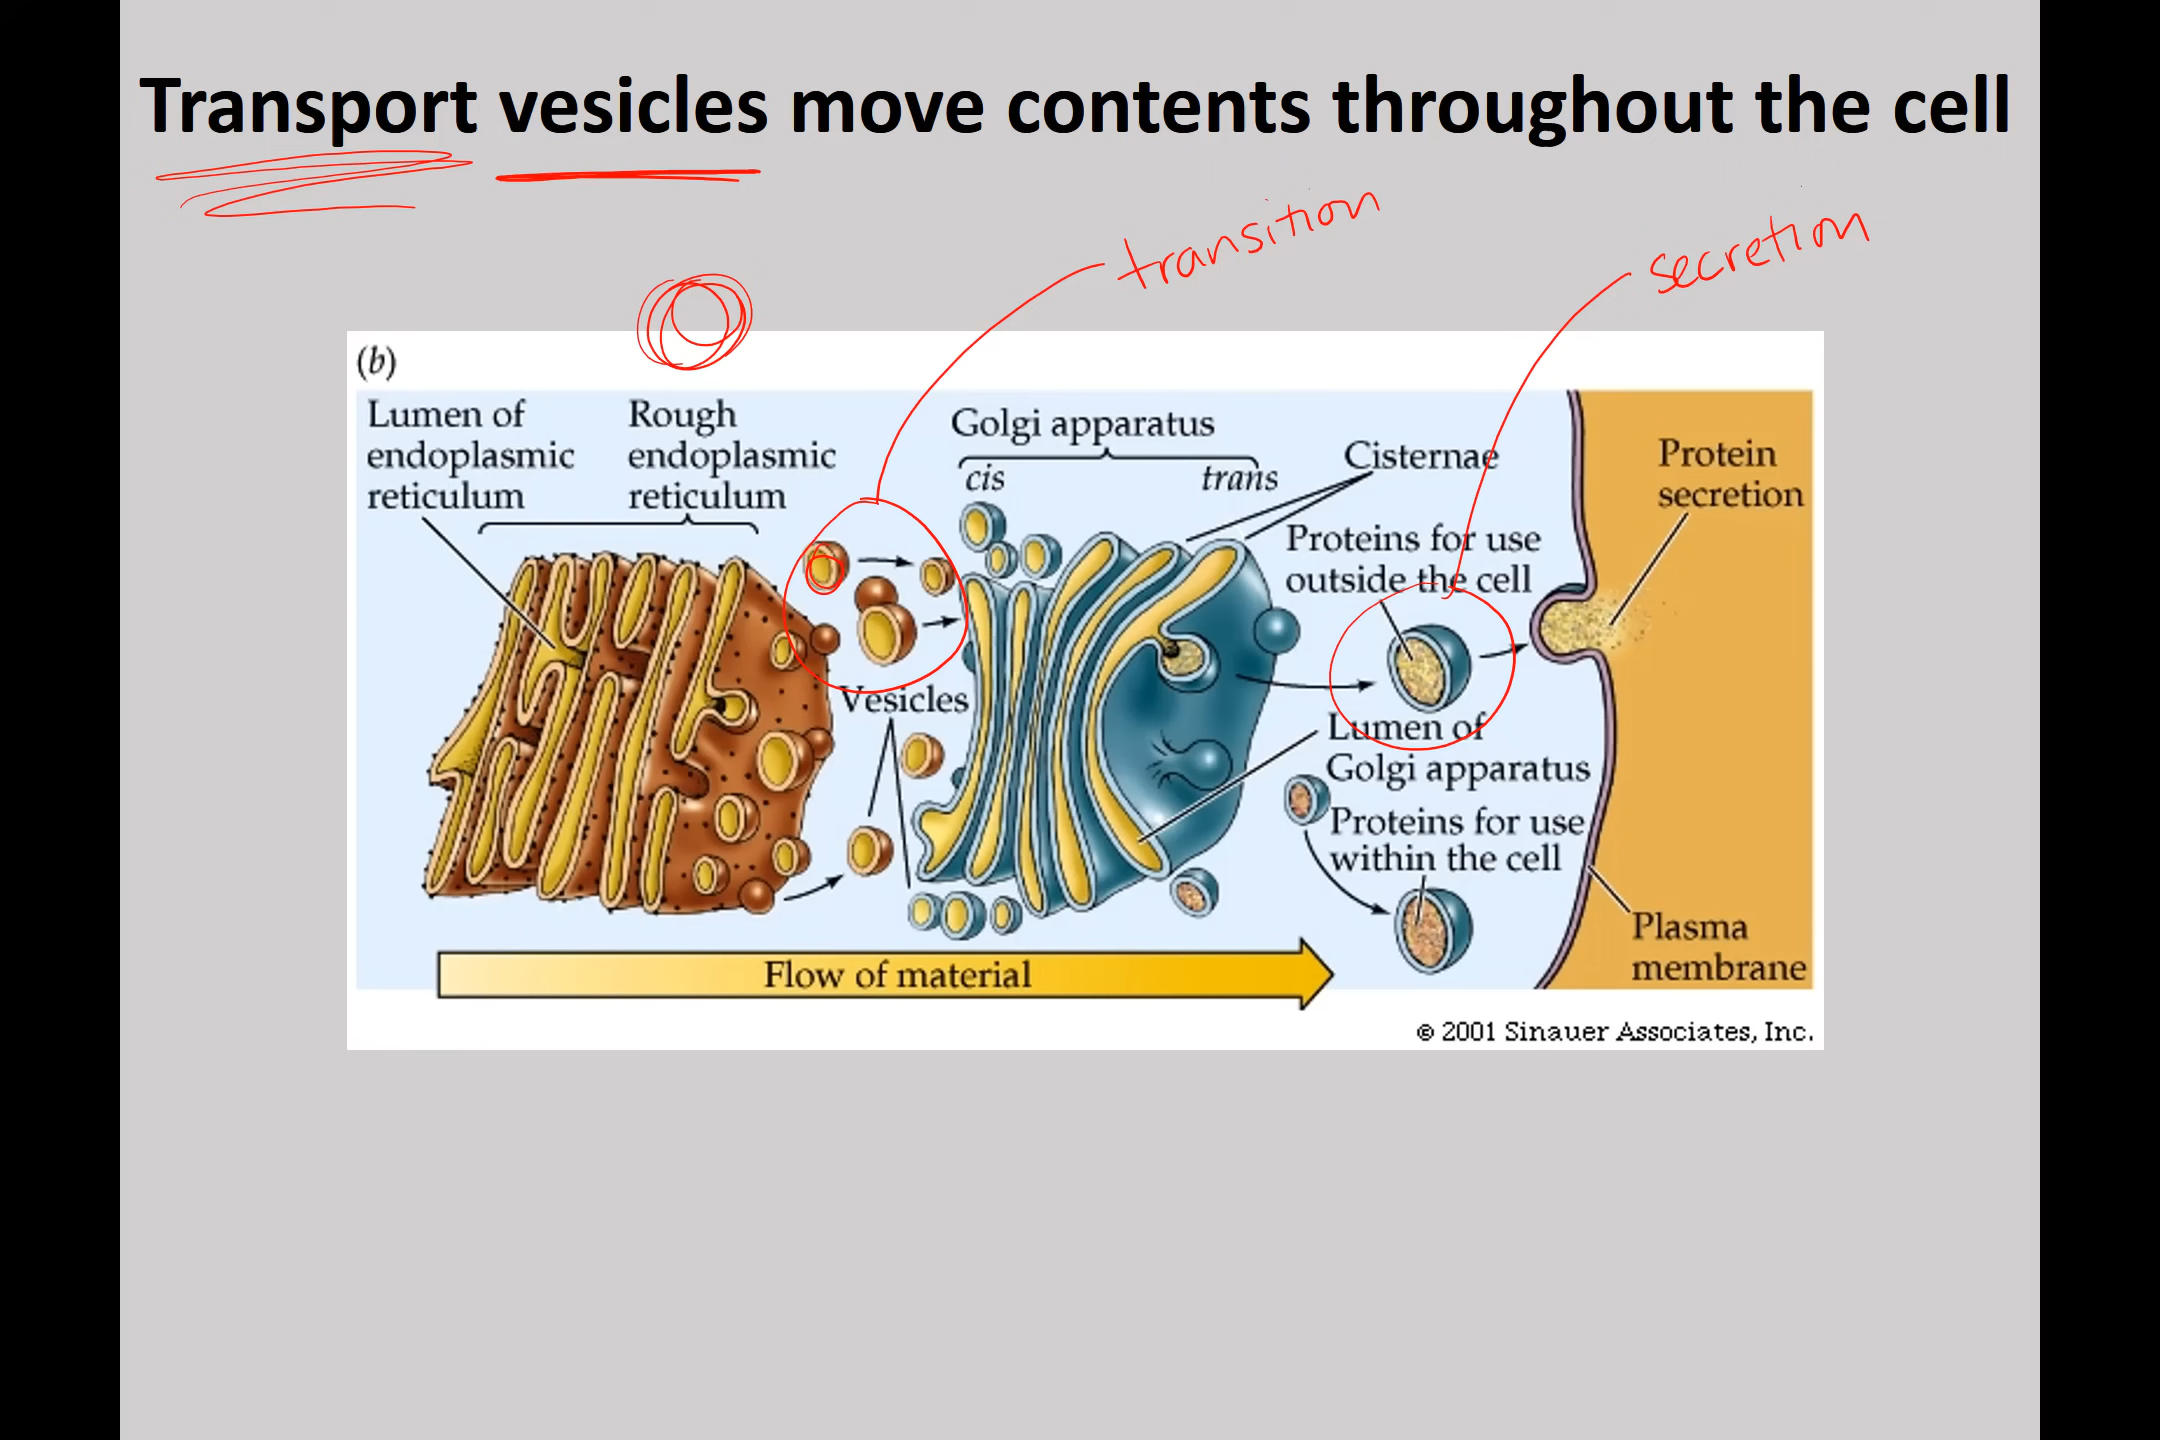 Transport vesicles move contents throughout the cell
transition
secretion
(b)
Lumen of
endoplasmic
reticulum
Rough
endoplasmic
reticulum
Golgi apparatus
cis
trans
Cisternae
Protein
secretion
Proteins for use
outside the cell
Vesicles
Lumen of
Golgi apparatus
Proteins for use
within the cell
Plasma
membrane
Flow of material
© 2001 Sinauer Associates, Inc.